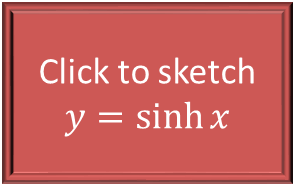 Click to sketch
y = sinh x